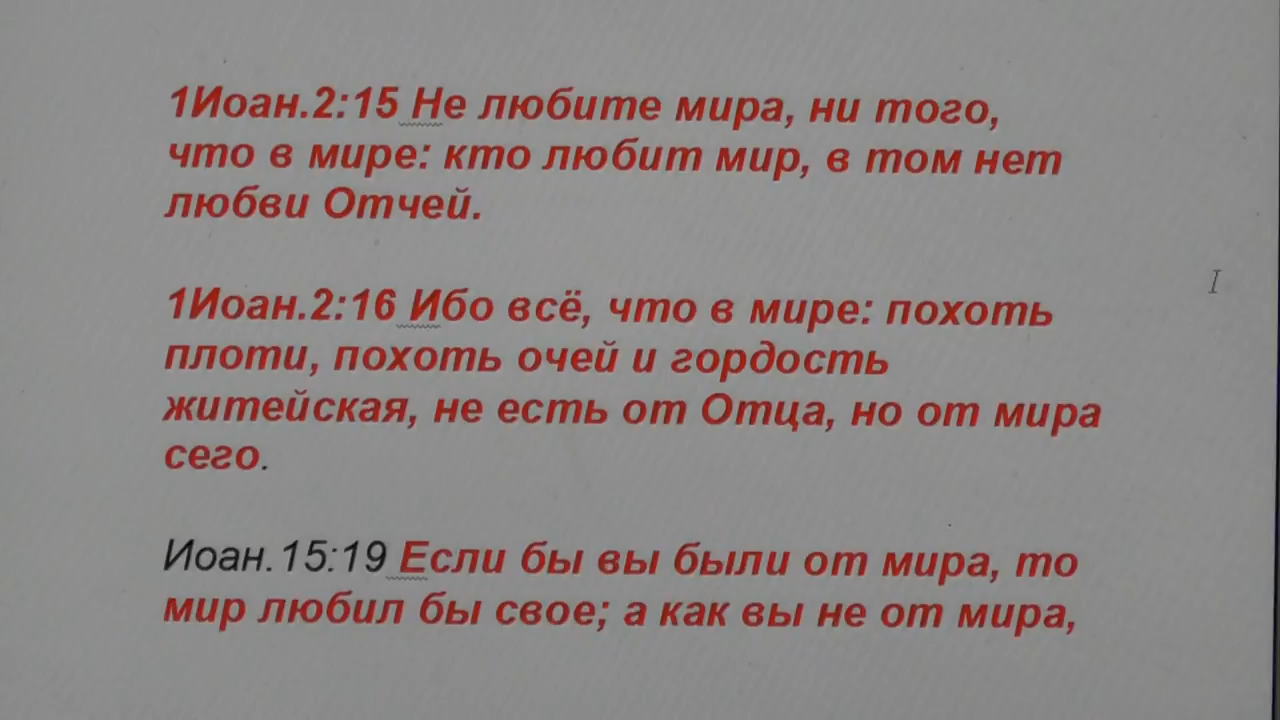 1Иоан.2:15 Не любите мира, ни того,
что в мире: кто любит мир, в том нет
любви Отчей.
1Иоан.2:16 Ибо всё, что в мире: похоть
плоти, похоть очей и гордость
житейская, не есть от Отца, но от мира
сего.
Иоан.15:19 Если бы вы были от мира, то
мир любил бы свое; а как вы не от мира,